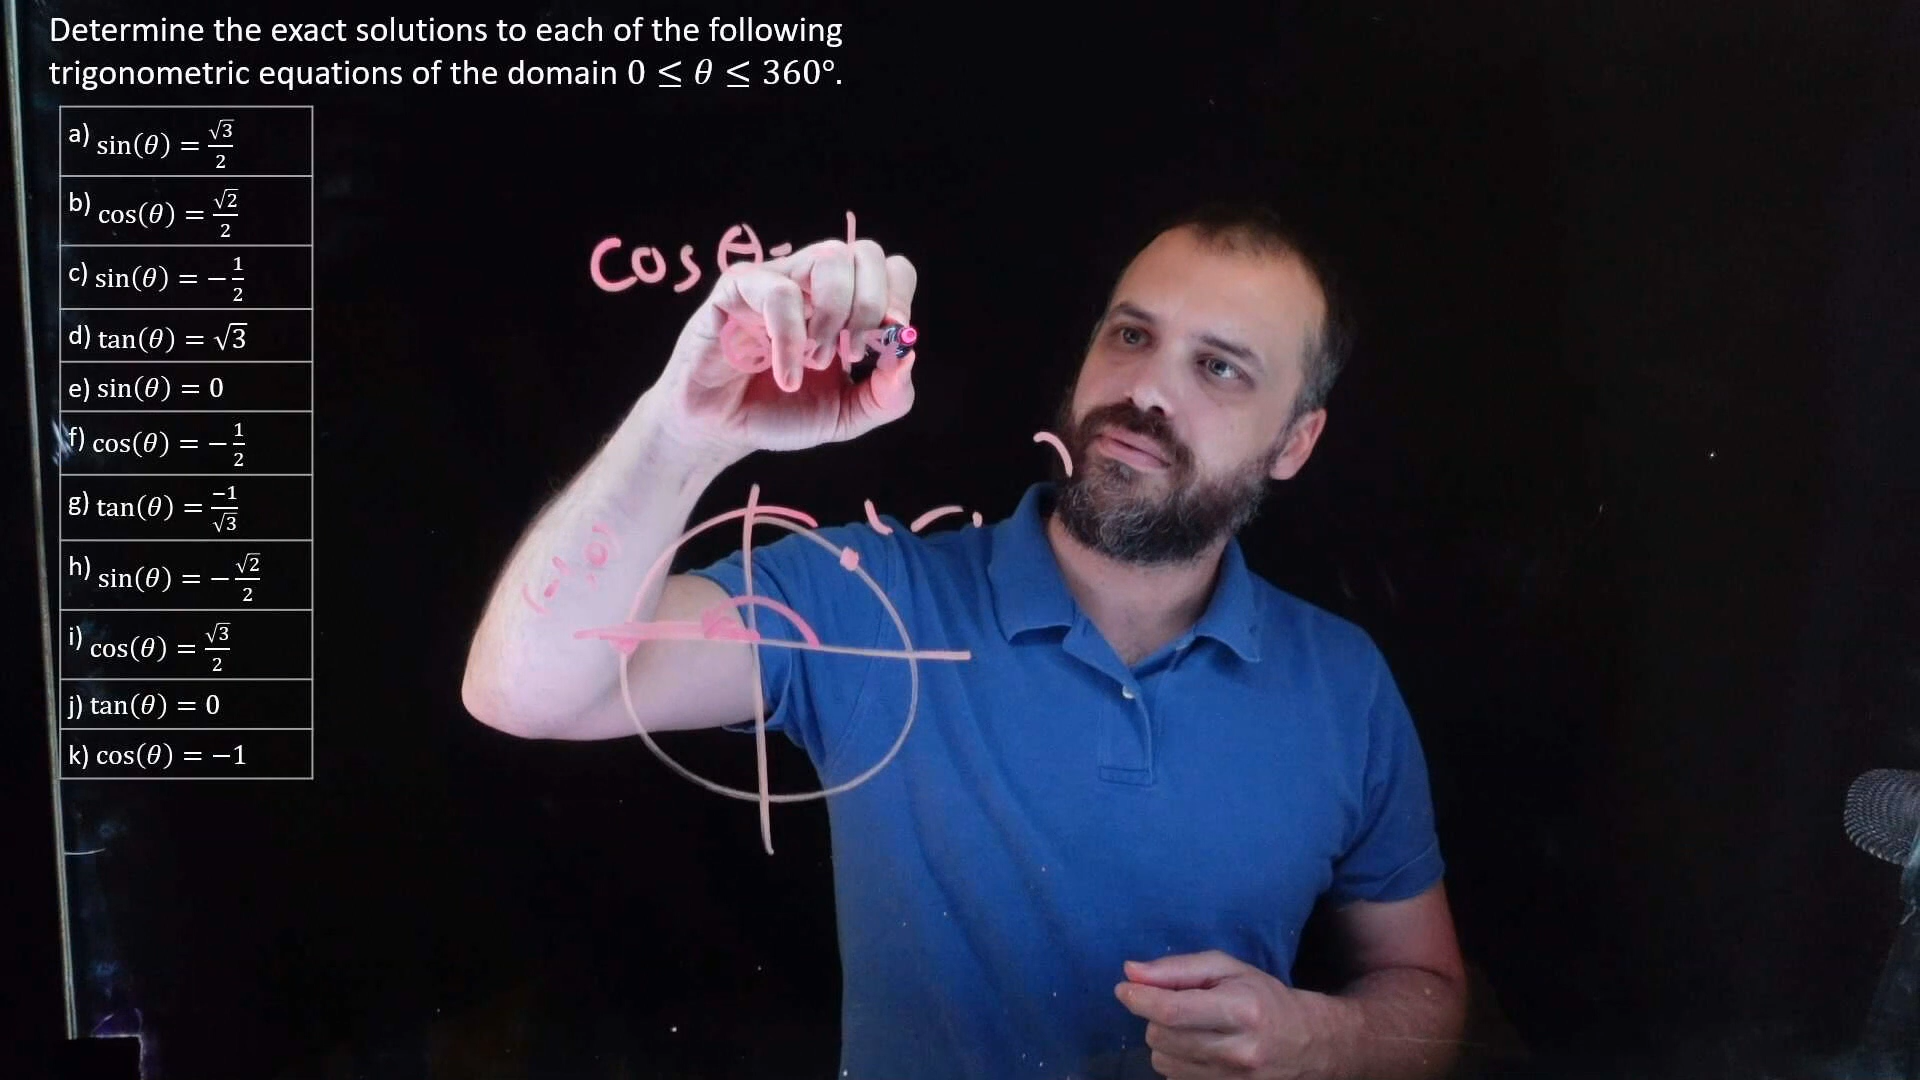 Determine the exact solutions to each of the following
trigonometric equations of the domain 0 ≤ θ ≤ 360°.
a) sin(θ) = √3/2
b) cos(θ) = √2/2
c) sin(θ) = −1/2
d) tan(θ) = √3
e) sin(θ) = 0
f) cos(θ) = −1/2
g) tan(θ) = −1/√3
h) sin(θ) = −√2/2
i) cos(θ) = √3/2
j) tan(θ) = 0
k) cos(θ) = −1
cos θ=
(-1,0)